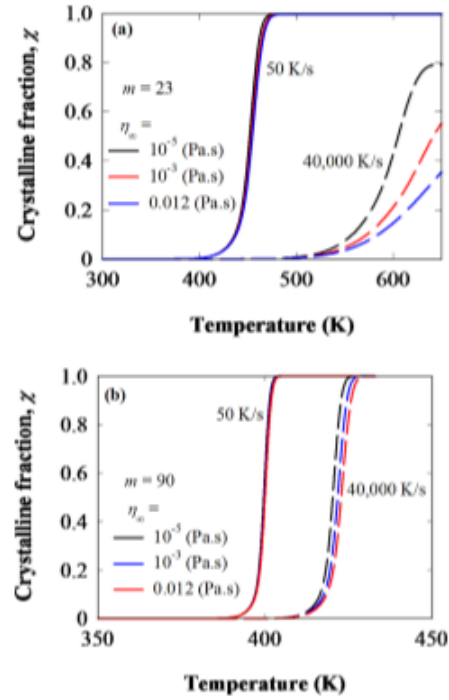 (a)
Crystalline fraction, χ
1.0
0.8
0.6
0.4
0.2
0
50 K/s
m = 23
η∞ =
10⁻⁵ (Pa.s)
10⁻³ (Pa.s)
0.012 (Pa.s)
40,000 K/s
300 400 500 600
Temperature (K)
(b)
Crystalline fraction, χ
1.0
0.8
0.6
0.4
0.2
0
50 K/s
40,000 K/s
m = 90
η∞ =
10⁻⁵ (Pa.s)
10⁻³ (Pa.s)
0.012 (Pa.s)
350 400 450
Temperature (K)